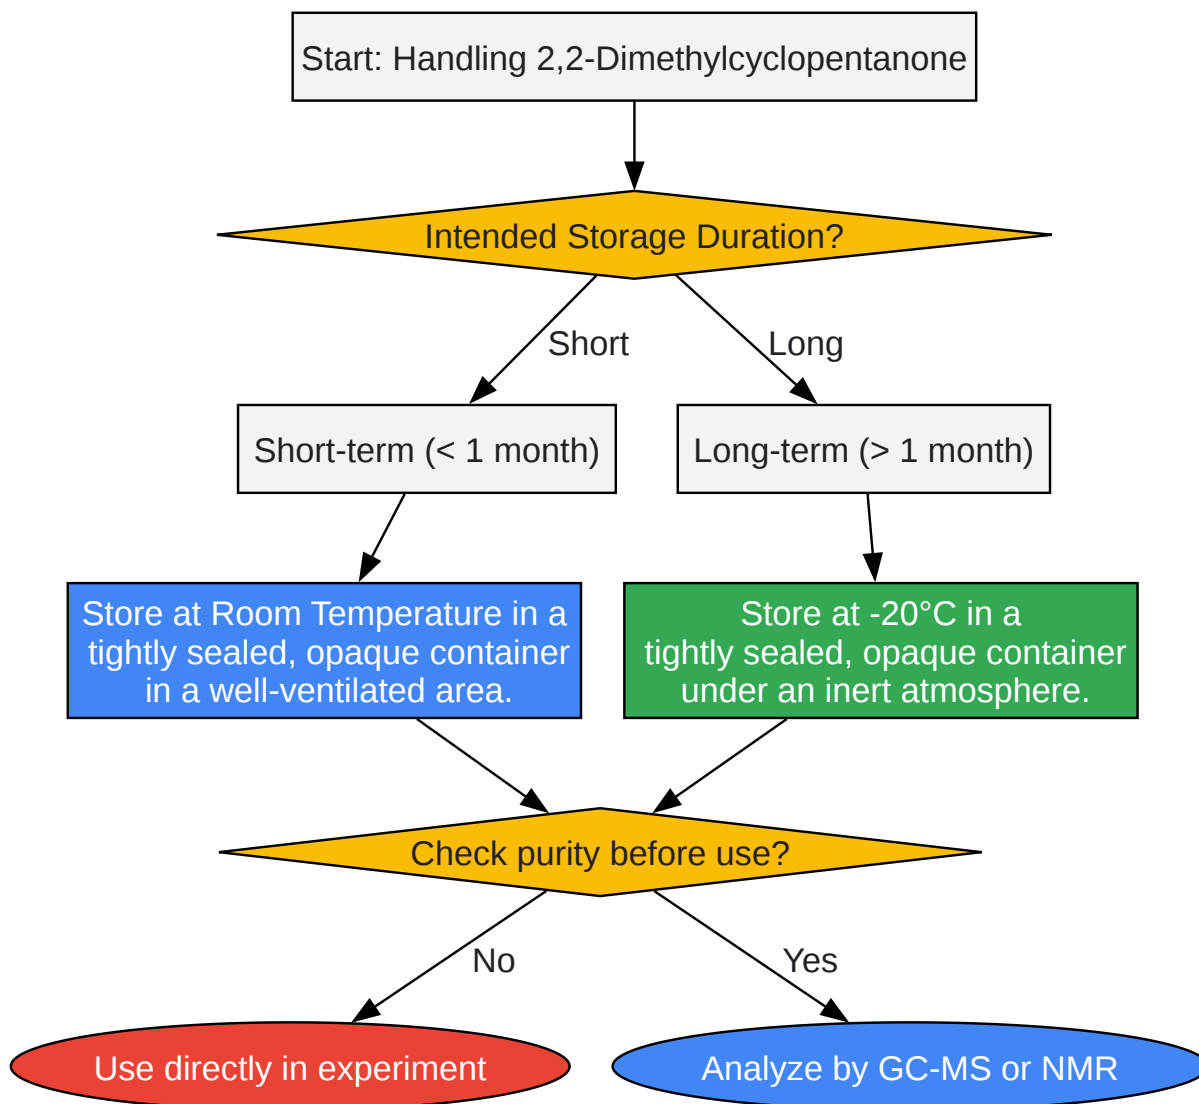 Start: Handling 2,2-Dimethylcyclopentanone
Intended Storage Duration?
Short
Long
Short-term (< 1 month)
Long-term (> 1 month)
Store at Room Temperature in a
tightly sealed, opaque container
in a well-ventilated area.
Store at -20°C in a
tightly sealed, opaque container
under an inert atmosphere.
Check purity before use?
No
Yes
Use directly in experiment
Analyze by GC-MS or NMR